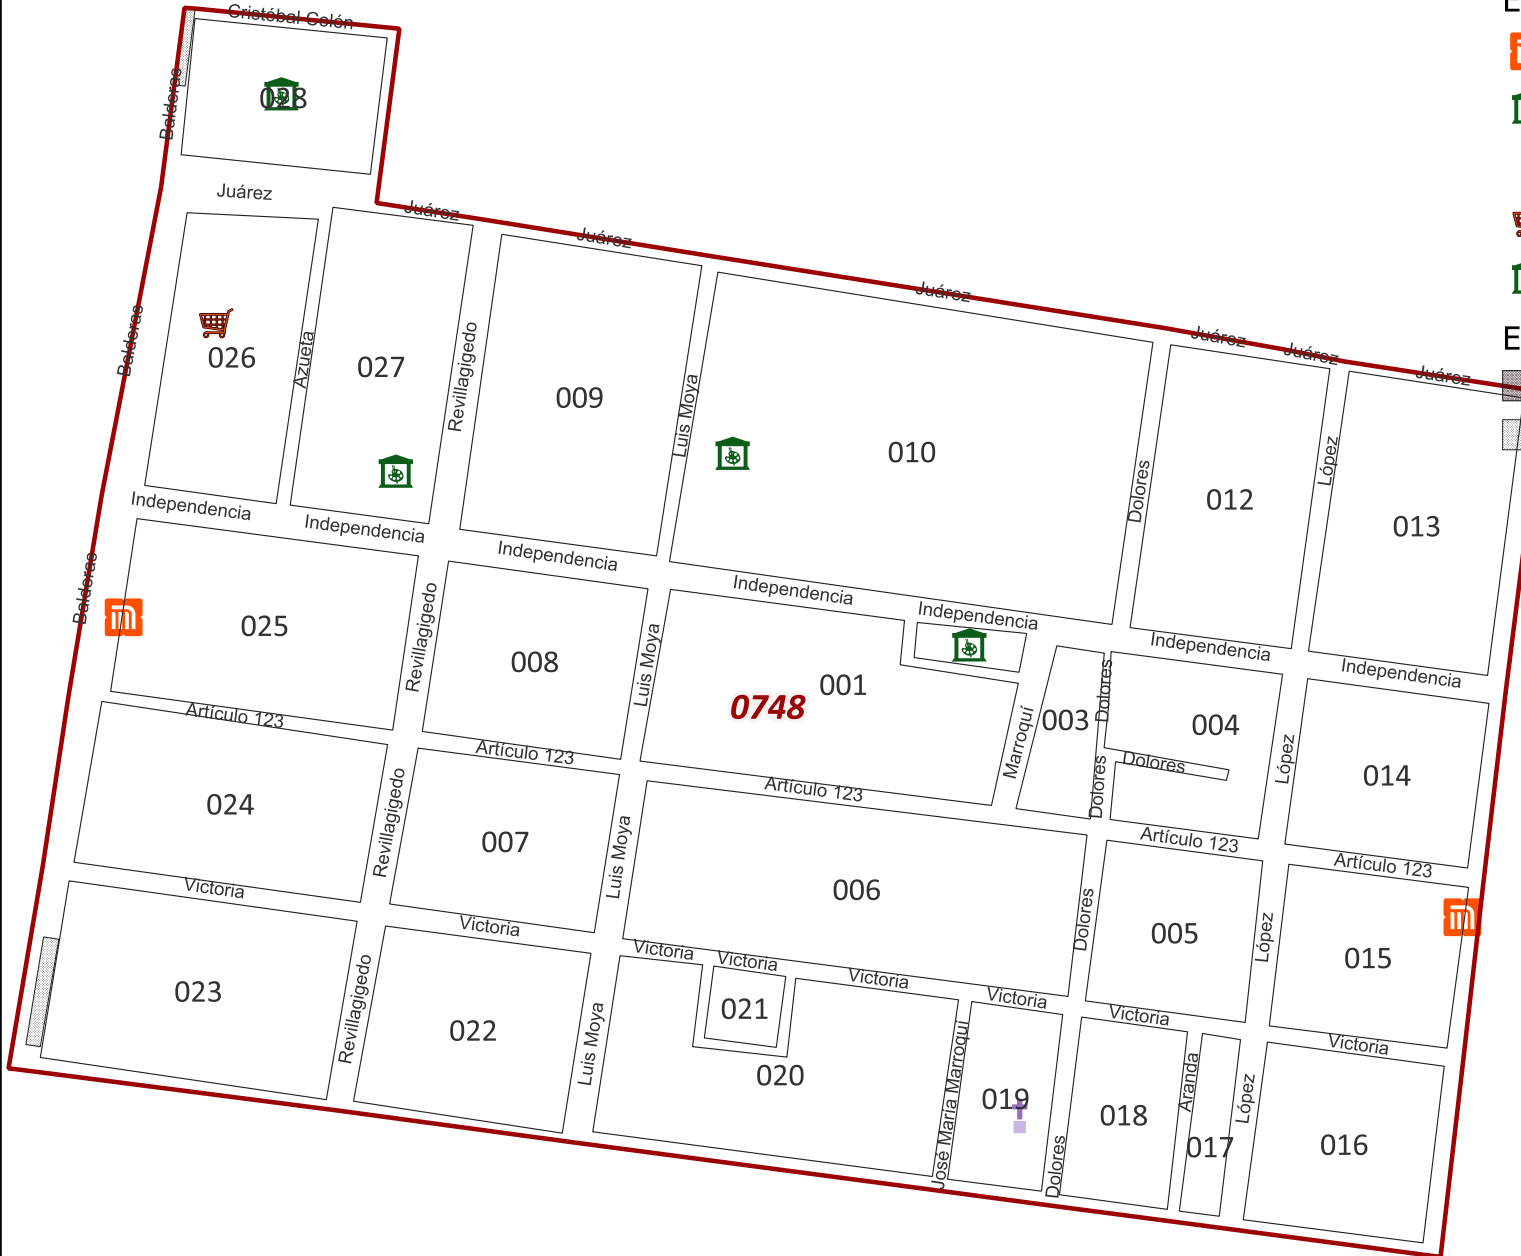 Cristóbal Colón
E
028
Balderas
Juárez
Juárez
Juárez
Juárez
Juárez
Juárez
Juárez
E
Balderas
026
Azueta
027
Revillagigedo
009
Luis Moya
010
Dolores
012
López
013
Independencia
Independencia
Independencia
Independencia
Independencia
Independencia
Independencia
Balderas
025
Revillagigedo
008
Luis Moya
001
0748
Marroquí
003
Dolores
Dolores
004
Dolores
López
014
Artículo 123
Artículo 123
Artículo 123
Artículo 123
Artículo 123
024
Revillagigedo
007
Luis Moya
006
Dolores
005
López
015
Victoria
Victoria
Victoria
Victoria
Victoria
Victoria
Victoria
Victoria
023
Revillagigedo
022
Luis Moya
021
020
José María Marroquí
019
Dolores
018
Aranda
017
López
016